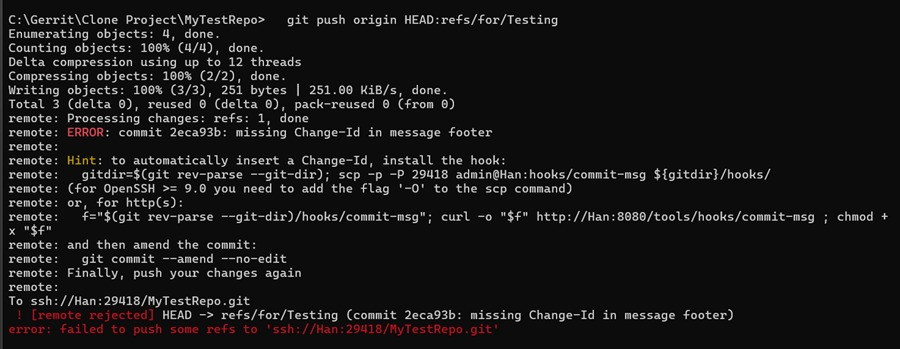 C:\Gerrit\Clone Project\MyTestRepo>   git push origin HEAD:refs/for/Testing
Enumerating objects: 4, done.
Counting objects: 100% (4/4), done.
Delta compression using up to 12 threads
Compressing objects: 100% (2/2), done.
Writing objects: 100% (3/3), 251 bytes | 251.00 KiB/s, done.
Total 3 (delta 0), reused 0 (delta 0), pack-reused 0 (from 0)
remote: Processing changes: refs: 1, done
remote: ERROR: commit 2eca93b: missing Change-Id in message footer
remote:
remote: Hint: to automatically insert a Change-Id, install the hook:
remote:   gitdir=$(git rev-parse --git-dir); scp -p -P 29418 admin@Han:hooks/commit-msg ${gitdir}/hooks/
remote: (for OpenSSH >= 9.0 you need to add the flag '-O' to the scp command)
remote: or, for http(s):
remote:   f="$(git rev-parse --git-dir)/hooks/commit-msg"; curl -o "$f" http://Han:8080/tools/hooks/commit-msg ; chmod +
x "$f"
remote: and then amend the commit:
remote:   git commit --amend --no-edit
remote: Finally, push your changes again
remote:
To ssh://Han:29418/MyTestRepo.git
 ! [remote rejected] HEAD -> refs/for/Testing (commit 2eca93b: missing Change-Id in message footer)
error: failed to push some refs to 'ssh://Han:29418/MyTestRepo.git'